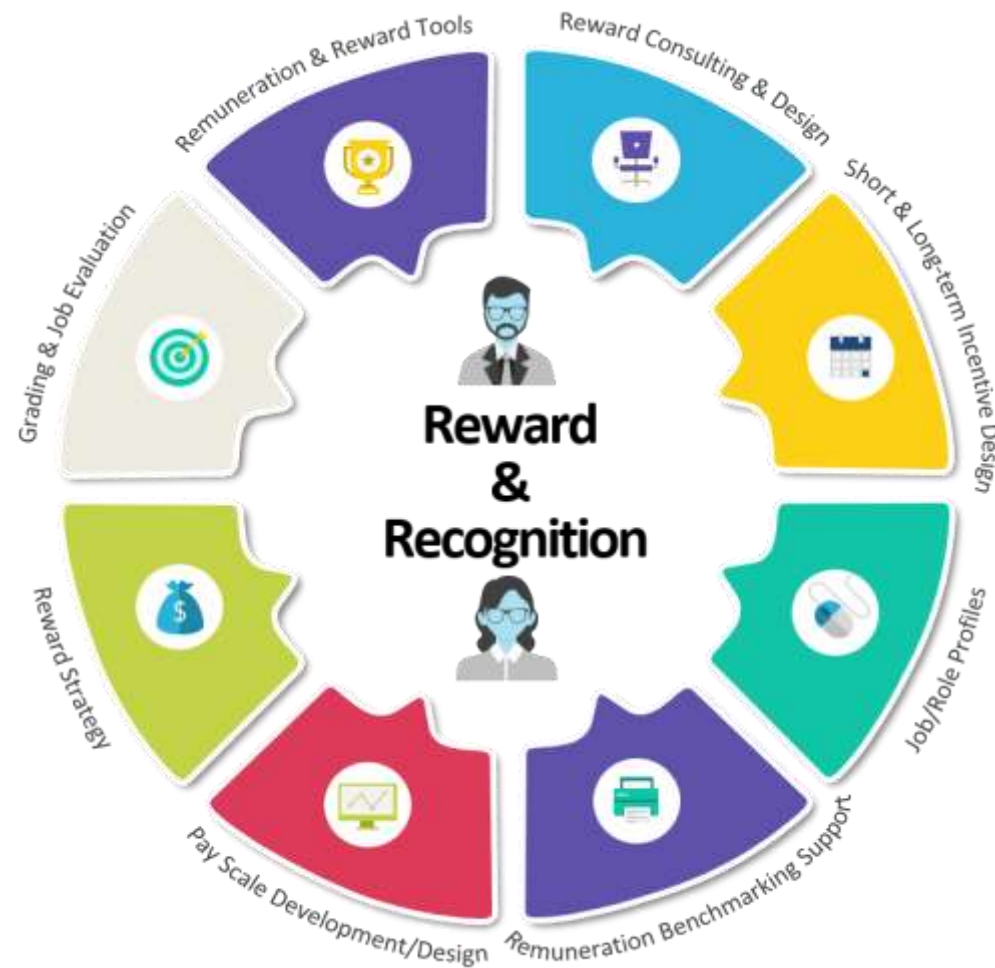 Remuneration & Reward Tools
Reward Consulting & Design
Short & Long-term Incentive Design
Grading & Job Evaluation
Reward
&
Recognition
$
Reward Strategy
Job/Role Profiles
Pay Scale Development/Design
Remuneration Benchmarking Support